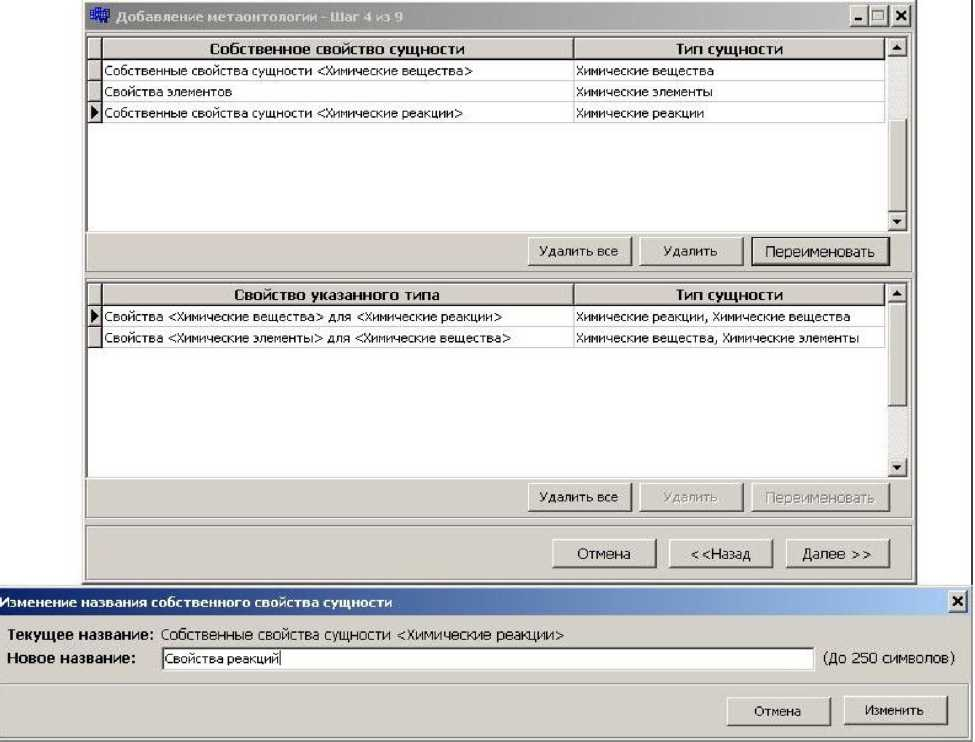 Добавление метаонтологии - Шаг 4 из 9
Собственное свойство сущности Тип сущности
Собственные свойства сущности <Химические вещества> Химические вещества
Свойства элементов Химические элементы
Собственные свойства сущности <Химические реакции> Химические реакции
Удалить все Удалить Переименовать
Свойство указанного типа Тип сущности
Свойства <Химические вещества> для <Химические реакции> Химические реакции, Химические вещества
Свойства <Химические элементы> для <Химические вещества> Химические вещества, Химические элементы
Удалить все Удалить Переименовать
Отмена <<Назад Далее >>
Изменение названия собственного свойства сущности
Текущее название: Собственные свойства сущности <Химические реакции>
Новое название: Свойства реакций (До 250 символов)
Отмена Изменить